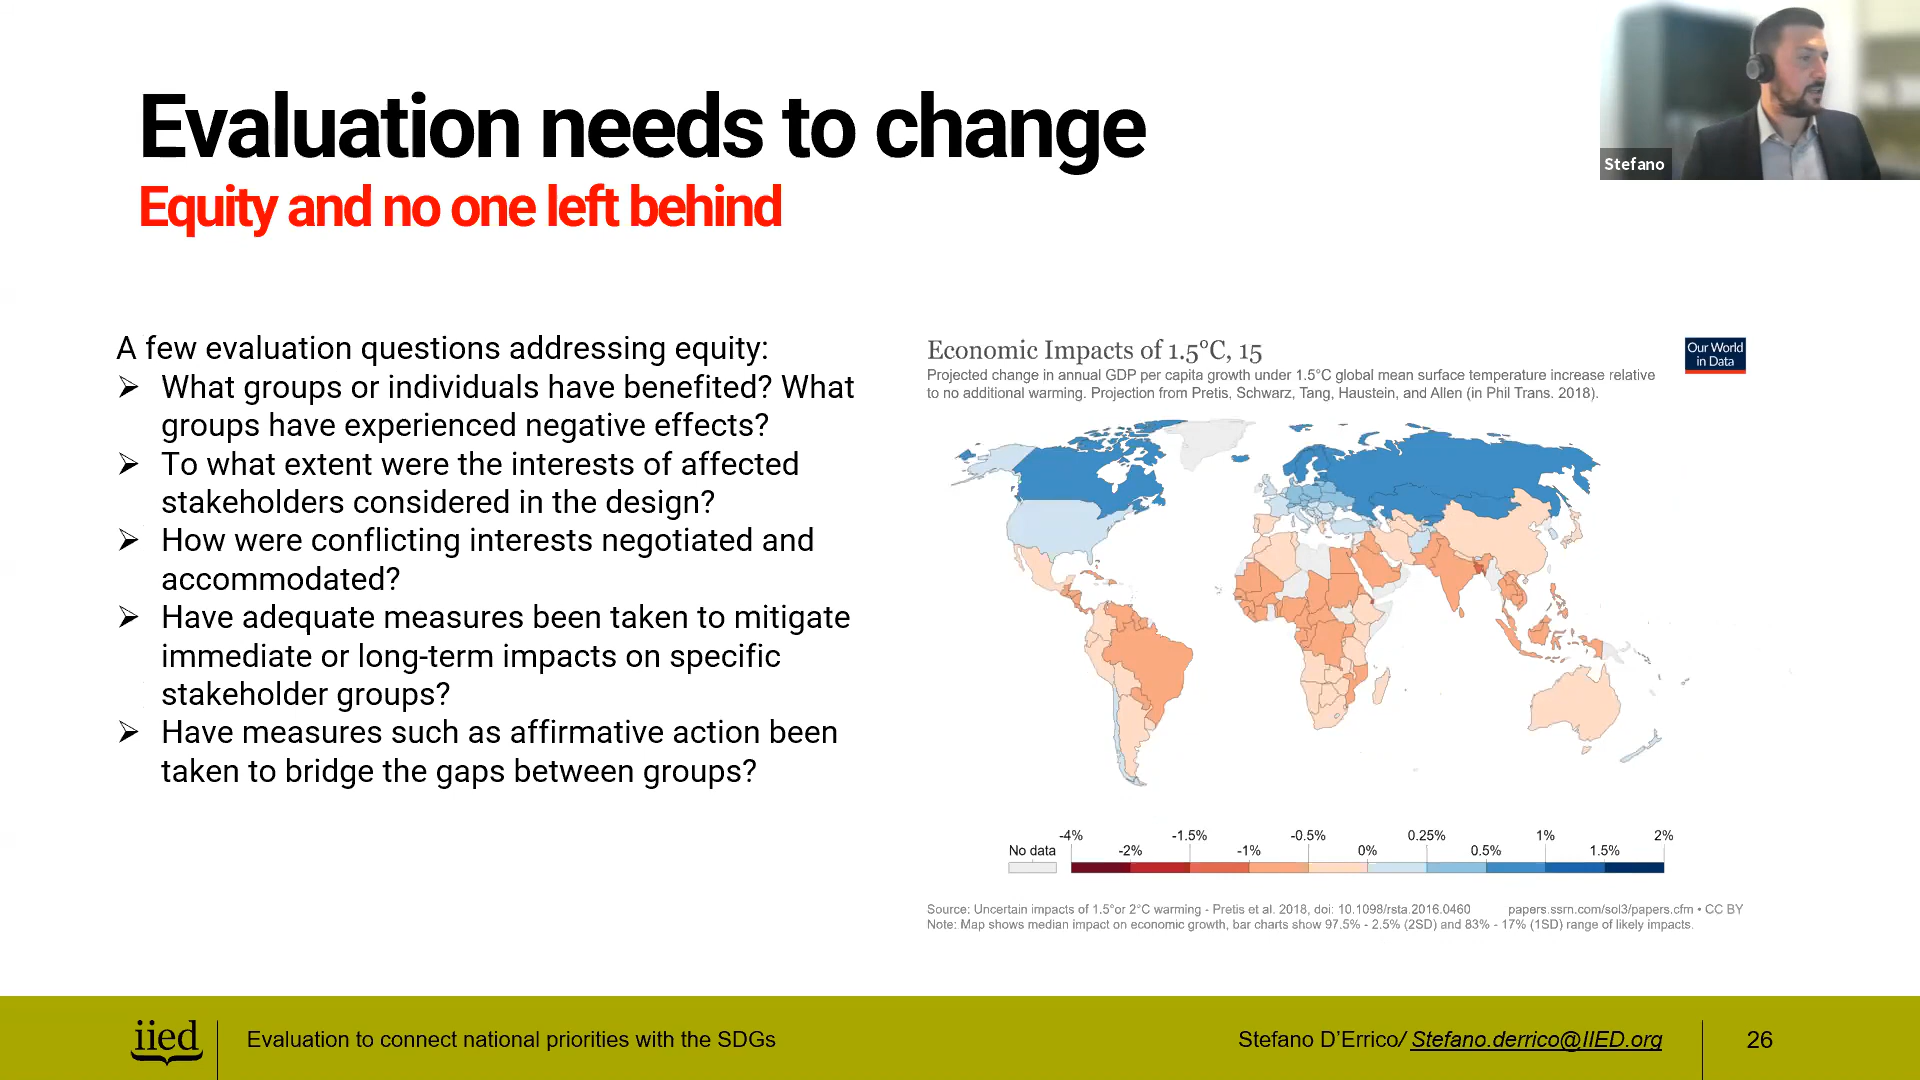 Stefano
Evaluation needs to change
Equity and no one left behind
A few evaluation questions addressing equity:
What groups or individuals have benefited? What
groups have experienced negative effects?
To what extent were the interests of affected
stakeholders considered in the design?
How were conflicting interests negotiated and
accommodated?
Have adequate measures been taken to mitigate
immediate or long-term impacts on specific
stakeholder groups?
Have measures such as affirmative action been
taken to bridge the gaps between groups?
Economic Impacts of 1.5°C, 15
Our World
in Data
Projected change in annual GDP per capita growth under 1.5°C global mean surface temperature increase relative
to no additional warming. Projection from Pretis, Schwarz, Tang, Haustein, and Allen (in Phil Trans. 2018).
-4% -1.5% -0.5% 0.25% 1% 2%
No data -2% -1% 0% 0.5% 1.5%
Source: Uncertain impacts of 1.5°or 2°C warming - Pretis et al. 2018, doi: 10.1098/rsta.2016.0460 papers.ssrn.com/sol3/papers.cfm • CC BY
Note: Map shows median impact on economic growth, bar charts show 97.5% - 2.5% (2SD) and 83% - 17% (1SD) range of likely impacts.
iied
Evaluation to connect national priorities with the SDGs
Stefano D'Errico/ Stefano.derrico@IIED.org
26